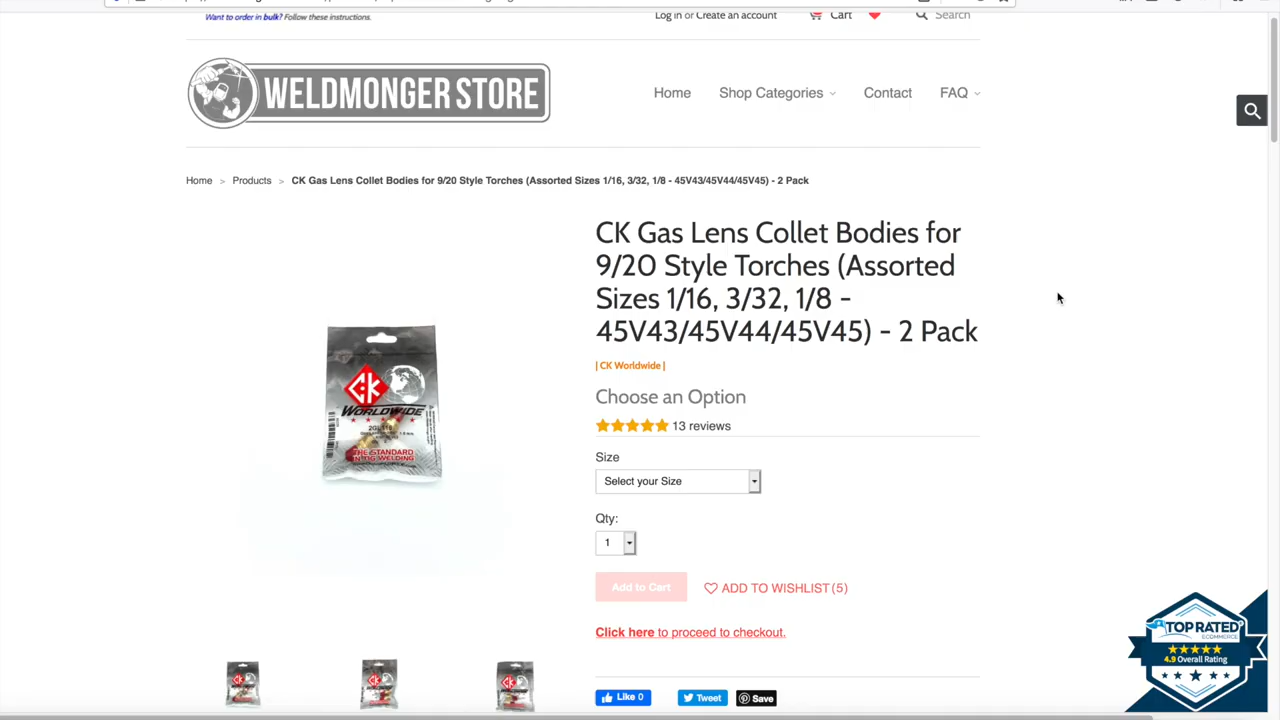 Want to order in bulk? Follow these instructions.
Log in or Create an account
Cart
Search
WELDMONGER STORE
Home
Shop Categories
Contact
FAQ
Home > Products > CK Gas Lens Collet Bodies for 9/20 Style Torches (Assorted Sizes 1/16, 3/32, 1/8 - 45V43/45V44/45V45) - 2 Pack
CK Gas Lens Collet Bodies for
9/20 Style Torches (Assorted
Sizes 1/16, 3/32, 1/8 -
45V43/45V44/45V45) - 2 Pack
| CK Worldwide |
Choose an Option
13 reviews
Size
Select your Size
Qty:
1
Add to Cart
ADD TO WISHLIST (5)
Click here to proceed to checkout.
Like 0
Tweet
Save
CK
WORLDWIDE
THE STANDARD
IN TIG WELDING
TOP RATED
ECOMMERCE
4.9 Overall Rating